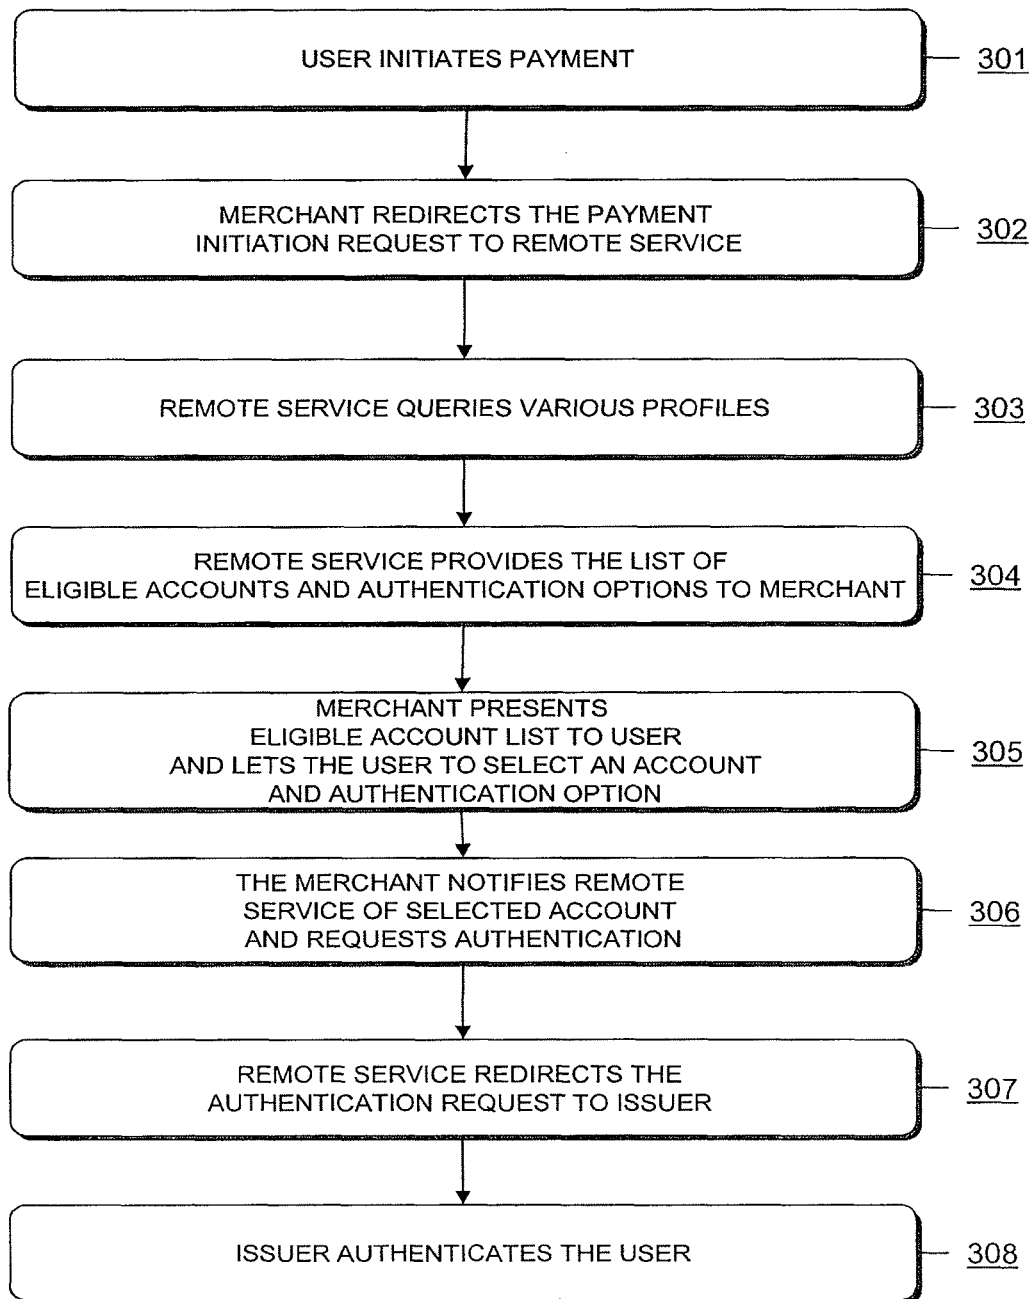 USER INITIATES PAYMENT
301
MERCHANT REDIRECTS THE PAYMENT
INITIATION REQUEST TO REMOTE SERVICE
302
REMOTE SERVICE QUERIES VARIOUS PROFILES
303
REMOTE SERVICE PROVIDES THE LIST OF
ELIGIBLE ACCOUNTS AND AUTHENTICATION OPTIONS TO MERCHANT
304
MERCHANT PRESENTS
ELIGIBLE ACCOUNT LIST TO USER
AND LETS THE USER TO SELECT AN ACCOUNT
AND AUTHENTICATION OPTION
305
THE MERCHANT NOTIFIES REMOTE
SERVICE OF SELECTED ACCOUNT
AND REQUESTS AUTHENTICATION
306
REMOTE SERVICE REDIRECTS THE
AUTHENTICATION REQUEST TO ISSUER
307
ISSUER AUTHENTICATES THE USER
308